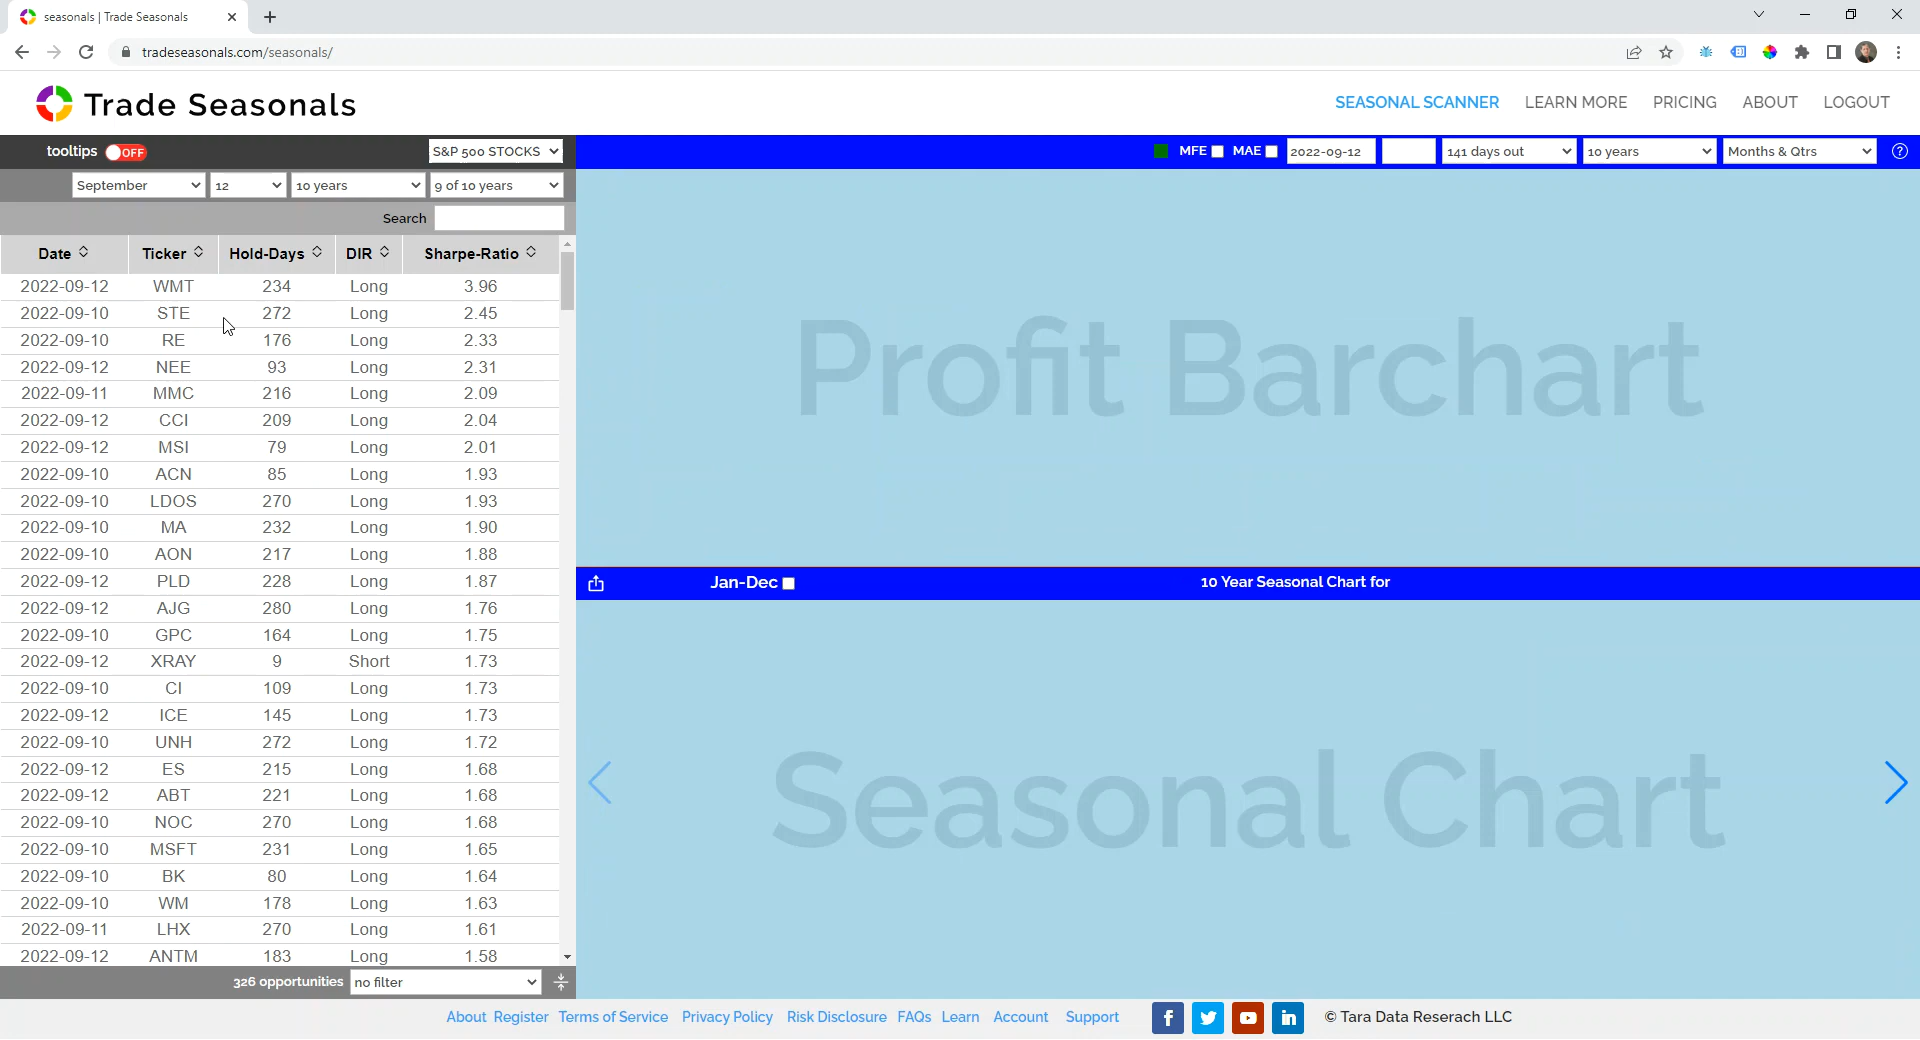 seasonals | Trade Seasonals
tradeseasonals.com/seasonals/
Trade Seasonals
SEASONAL SCANNER LEARN MORE PRICING ABOUT LOGOUT
tooltips OFF S&P 500 STOCKS
MFE MAE 2022-09-12 141 days out 10 years Months & Qtrs ?
September 12 10 years 9 of 10 years
Search
Date Ticker Hold-Days DIR Sharpe-Ratio
2022-09-12 WMT 234 Long 3.96
2022-09-10 STE 272 Long 2.45
2022-09-10 RE 176 Long 2.33
2022-09-12 NEE 93 Long 2.31
2022-09-11 MMC 216 Long 2.09
2022-09-12 CCI 209 Long 2.04
2022-09-12 MSI 79 Long 2.01
2022-09-10 ACN 85 Long 1.93
2022-09-10 LDOS 270 Long 1.93
2022-09-10 MA 232 Long 1.90
2022-09-10 AON 217 Long 1.88
2022-09-12 PLD 228 Long 1.87
2022-09-12 AJG 280 Long 1.76
2022-09-10 GPC 164 Long 1.75
2022-09-12 XRAY 9 Short 1.73
2022-09-10 CI 109 Long 1.73
2022-09-12 ICE 145 Long 1.73
2022-09-10 UNH 272 Long 1.72
2022-09-12 ES 215 Long 1.68
2022-09-12 ABT 221 Long 1.68
2022-09-10 NOC 270 Long 1.68
2022-09-10 MSFT 231 Long 1.65
2022-09-10 BK 80 Long 1.64
2022-09-10 WM 178 Long 1.63
2022-09-11 LHX 270 Long 1.61
2022-09-12 ANTM 183 Long 1.58
326 opportunities no filter
Profit Barchart
Jan-Dec 10 Year Seasonal Chart for
Seasonal Chart
About Register Terms of Service Privacy Policy Risk Disclosure FAQs Learn Account Support © Tara Data Reserach LLC